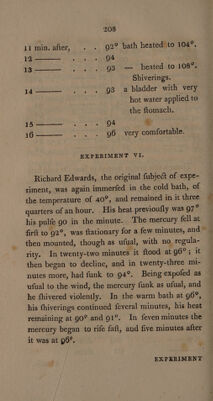 208
11 min. after, . . 92° bath heated to 104°.
12 ——— . . . 94
13 ——— . . . 93 — heated to 108°.
Shiverings.
14 ——— . . . 93 a bladder with very
hot water applied to
the ſtomach.
15 ——— . . . 94
16 ——— . . . 96 very comfortable.
EXPERIMENT VI.
Richard Edwards, the original ſubject of expe-
riment, was again immerſed in the cold bath, of
the temperature of 40°, and remained in it three
quarters of an hour. His heat previouſly was 97°
his pulſe 90 in the minute. The mercury fell at
firſt to 92°, was ſtationary for a few minutes, and
then mounted, though as uſual, with no regula-
rity. In twenty-two minutes it ſtood at 96°; it
then began to decline, and in twenty-three mi-
nutes more, had ſunk to 94°. Being expoſed as
uſual to the wind, the mercury ſunk as uſual, and
he ſhivered violently. In the warm bath at 96°,
his ſhiverings continued ſeveral minutes, his heat
remaining at 90° and 91°. In ſeven minutes the
mercury began to riſe faſt, and five minutes after
it was at 96°.
EXPERIMENT